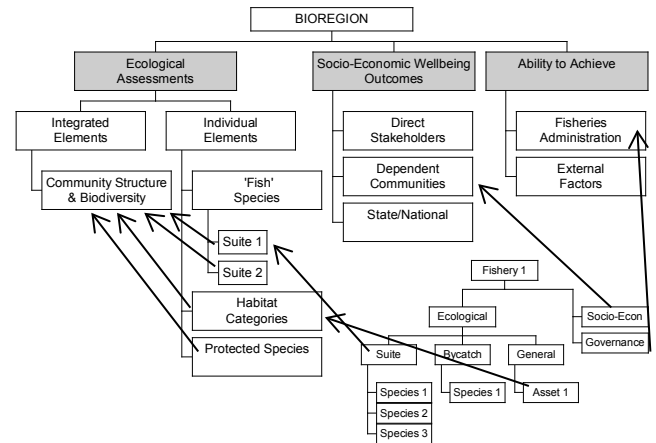 BIOREGION
Ecological
Assessments
Socio-Economic Wellbeing
Outcomes
Ability to Achieve
Integrated
Elements
Individual
Elements
Direct
Stakeholders
Fisheries
Administration
Community Structure
& Biodiversity
'Fish'
Species
Dependent
Communities
External
Factors
State/National
Suite 1
Suite 2
Habitat
Categories
Protected Species
Fishery 1
Ecological
Socio-Econ
Governance
Suite
Bycatch
General
Species 1
Species 2
Species 3
Species 1
Asset 1